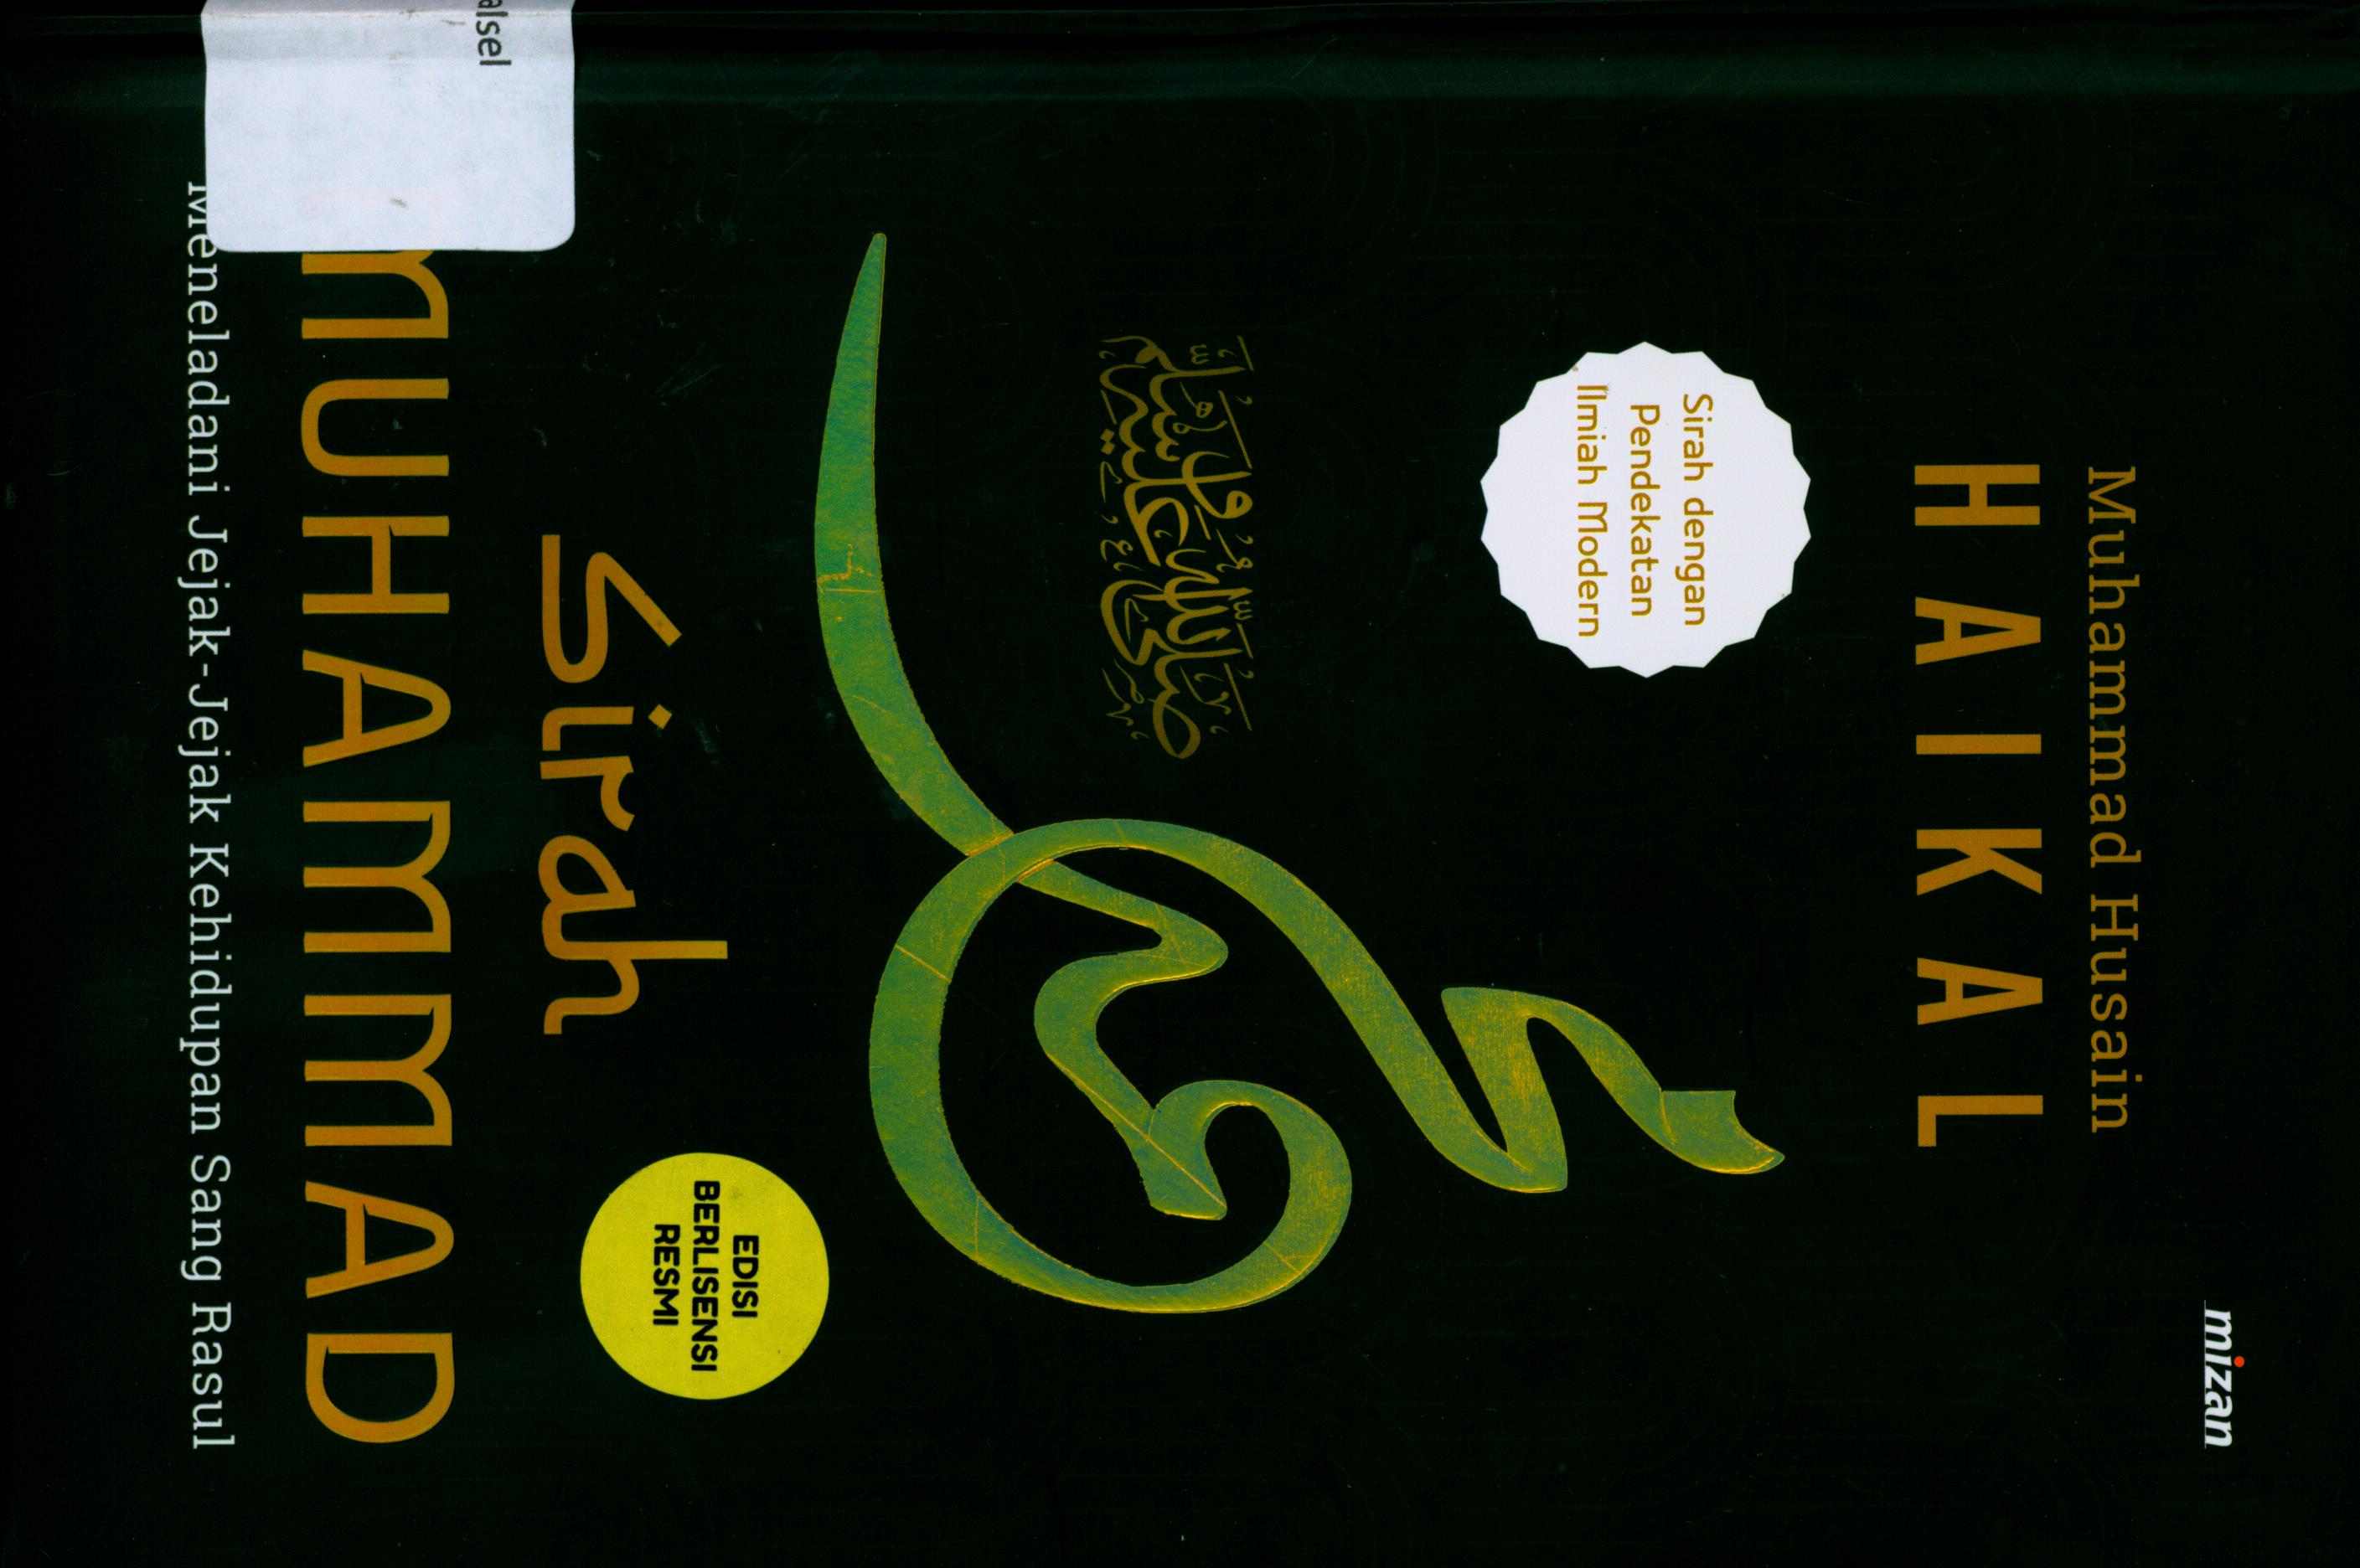 mizan
Muhammad Husain
HAIKAL
Sirah dengan
Pendekatan
Ilmiah Modern
صلى الله عليه وسلم
محمد
EDISI
BERLISENSI
RESMI
Sirah
MUHAMMAD
Meneladani Jejak-Jejak Kehidupan Sang Rasul